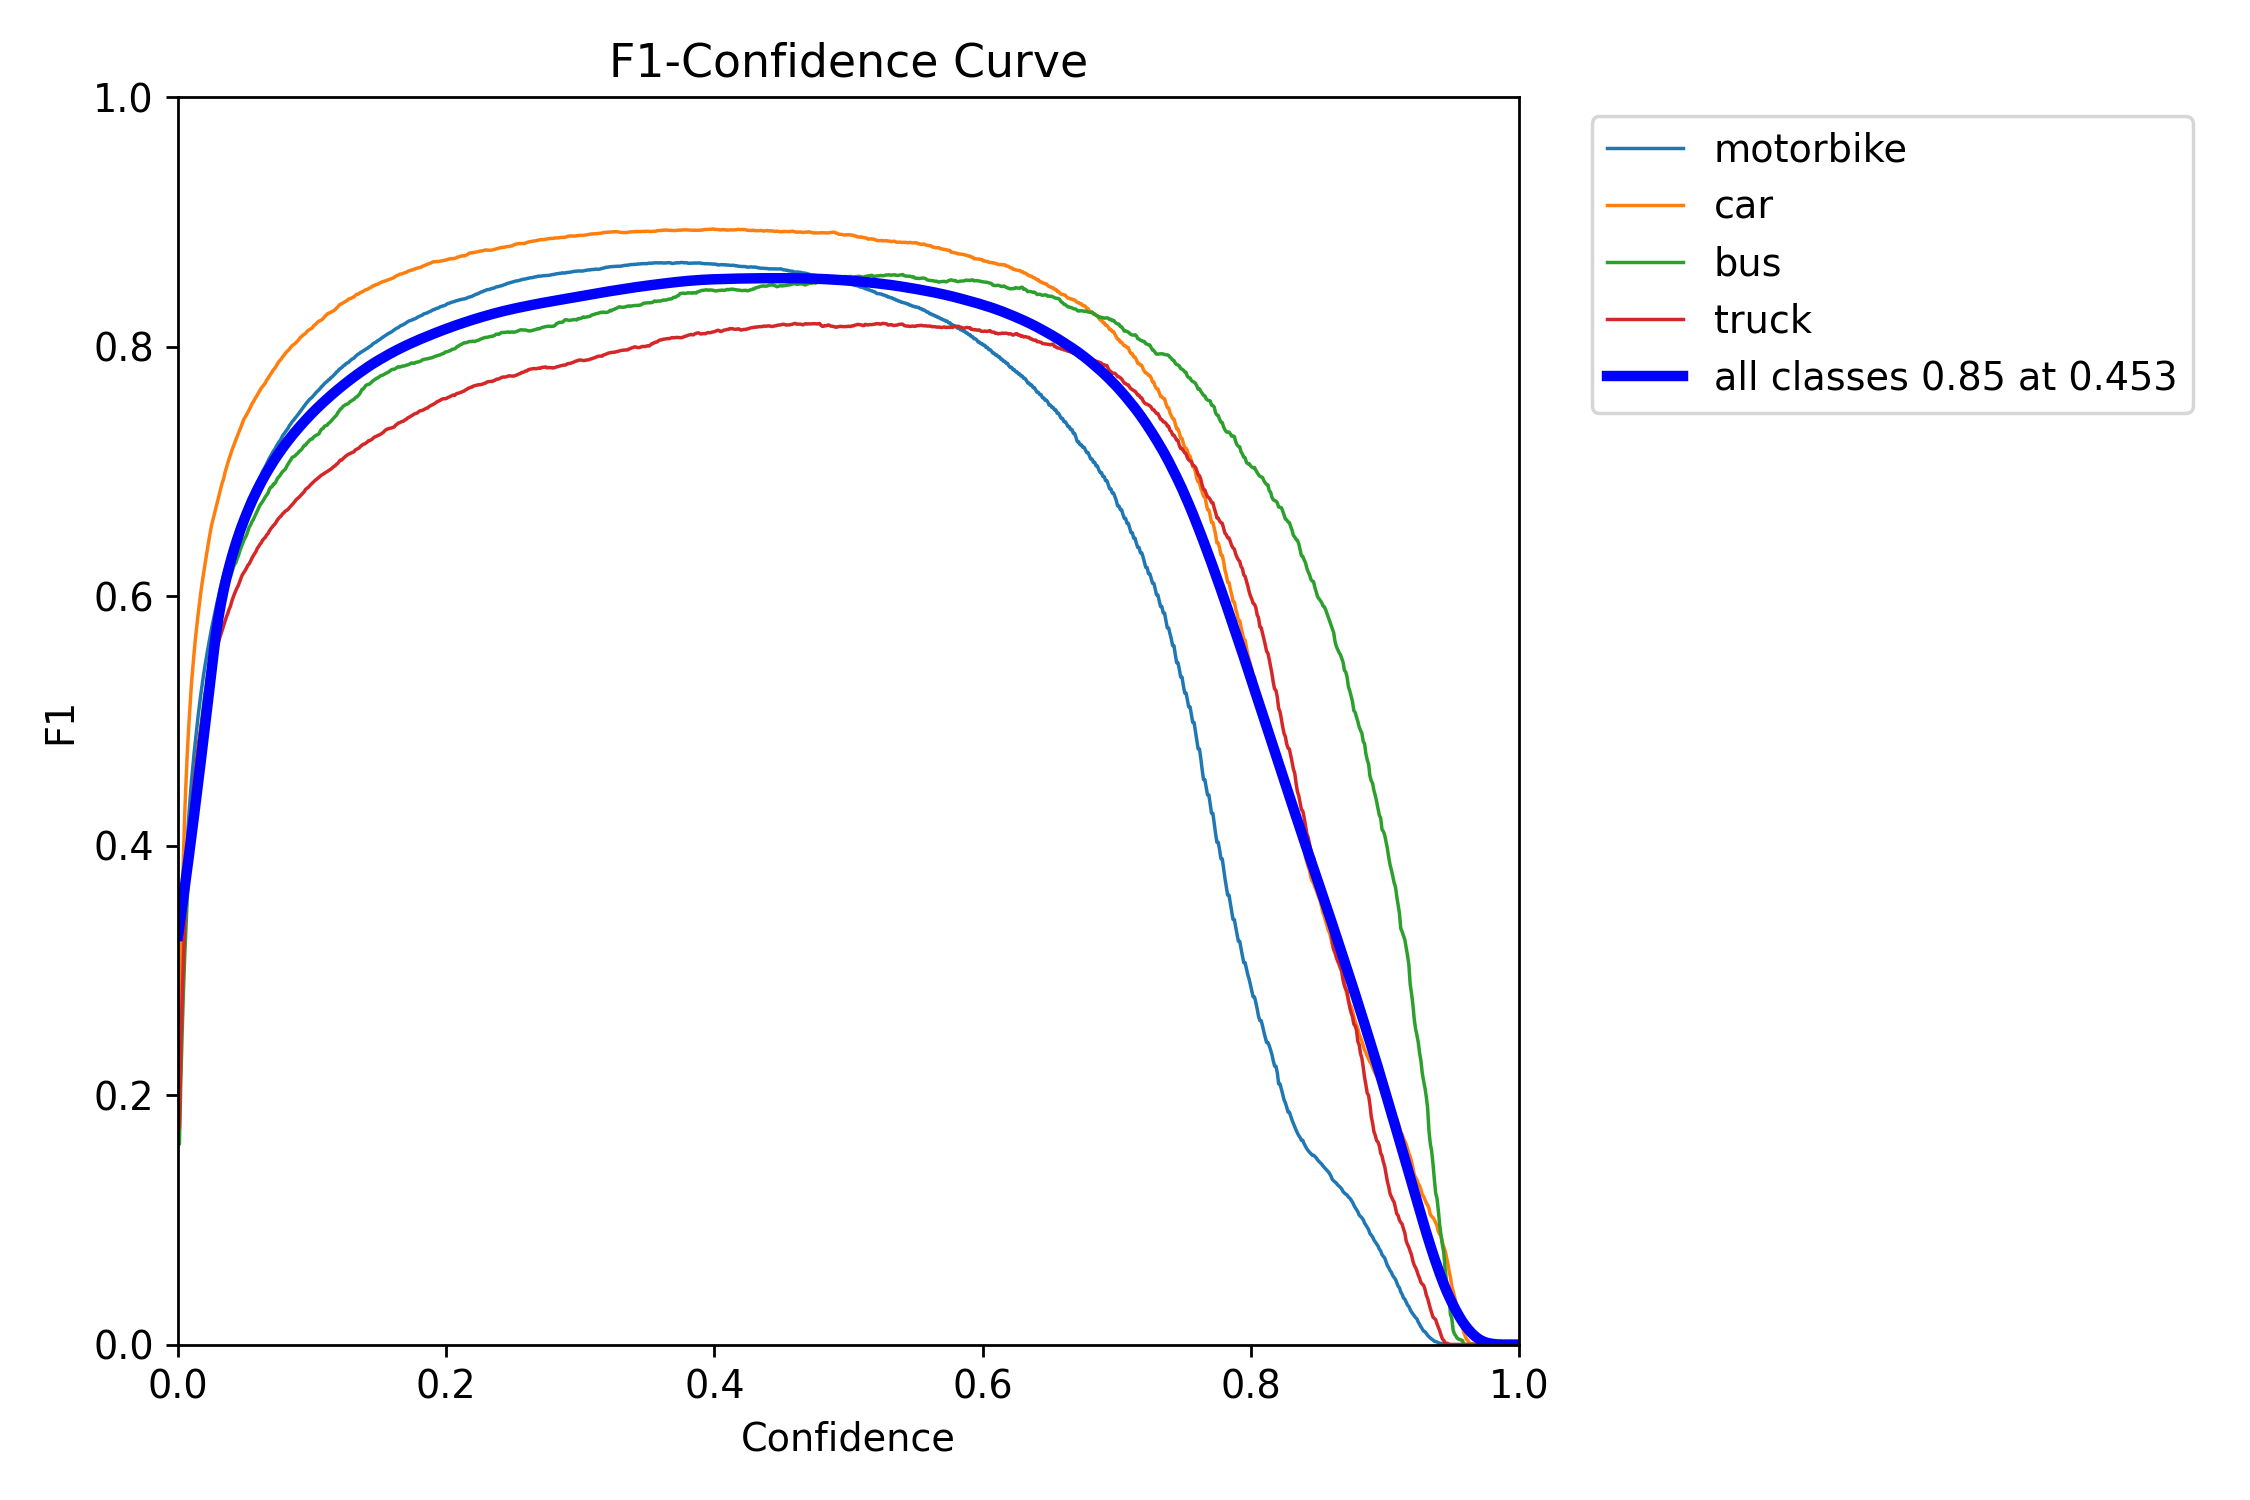 F1-Confidence Curve
1.0
0.8
0.6
0.4
0.2
0.0
F1
0.0 0.2 0.4 0.6 0.8 1.0
Confidence
motorbike
car
bus
truck
all classes 0.85 at 0.453